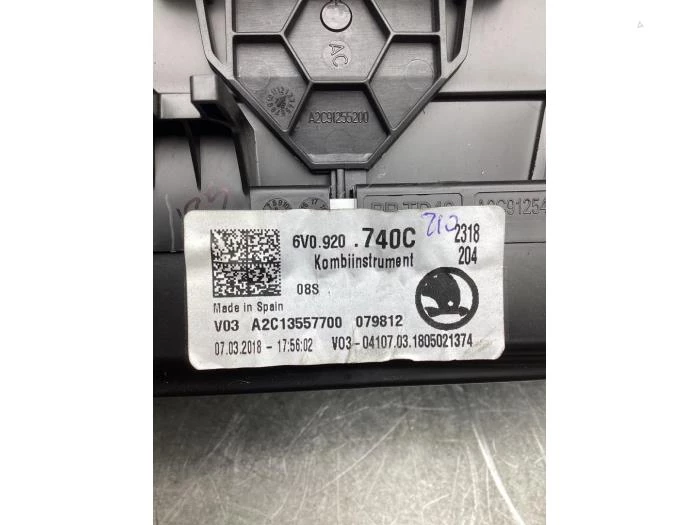 AC
A2C91255200
6V0.920 .740C 210 2318
Kombiinstrument 204
08S
Made in Spain
V03 A2C13557700 079812
07.03.2018 - 17:56:02 V03-04107.03.1805021374